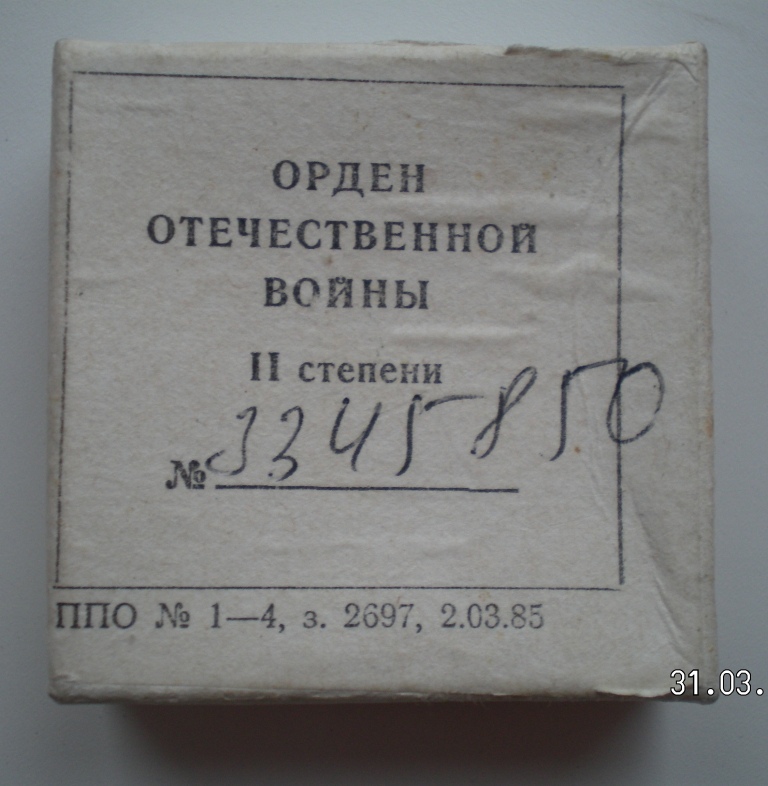 ОРДЕН
ОТЕЧЕСТВЕННОЙ
ВОЙНЫ
II степени
№ 3345850
ППО № 1—4, з. 2697, 2.03.85
31.03.